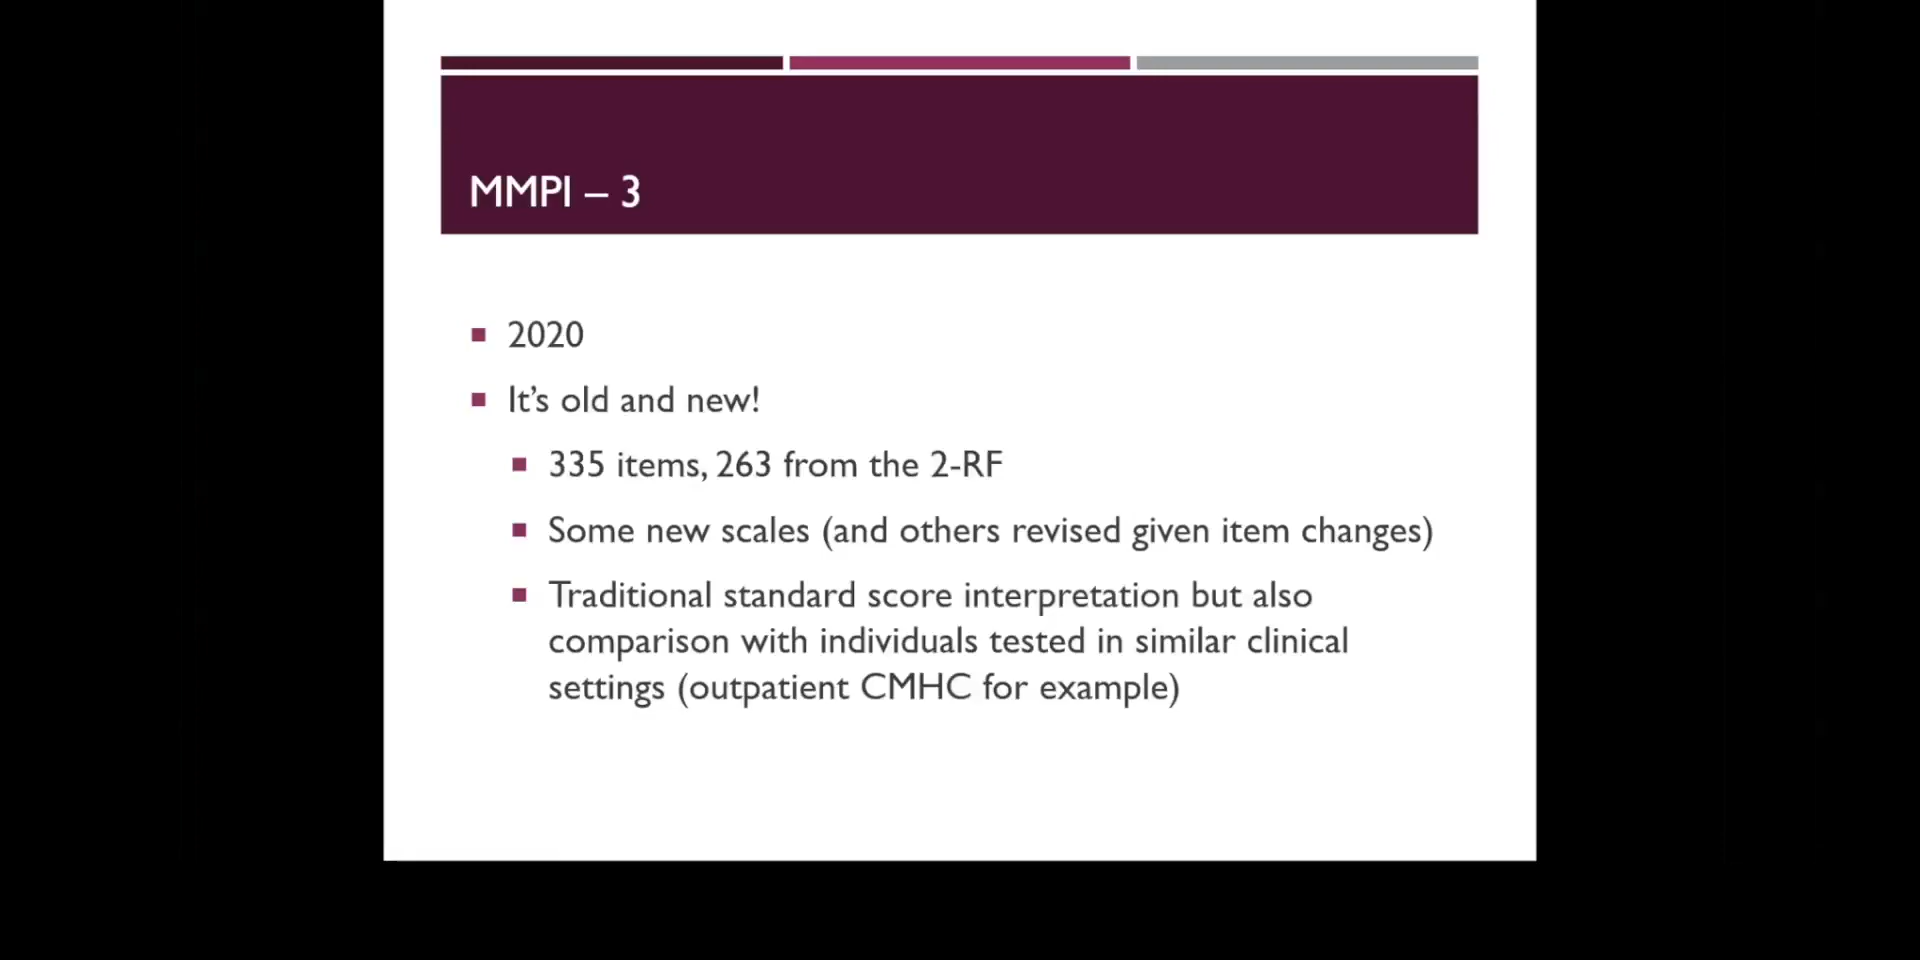 MMPI – 3
2020
It's old and new!
335 items, 263 from the 2-RF
Some new scales (and others revised given item changes)
Traditional standard score interpretation but also
comparison with individuals tested in similar clinical
settings (outpatient CMHC for example)